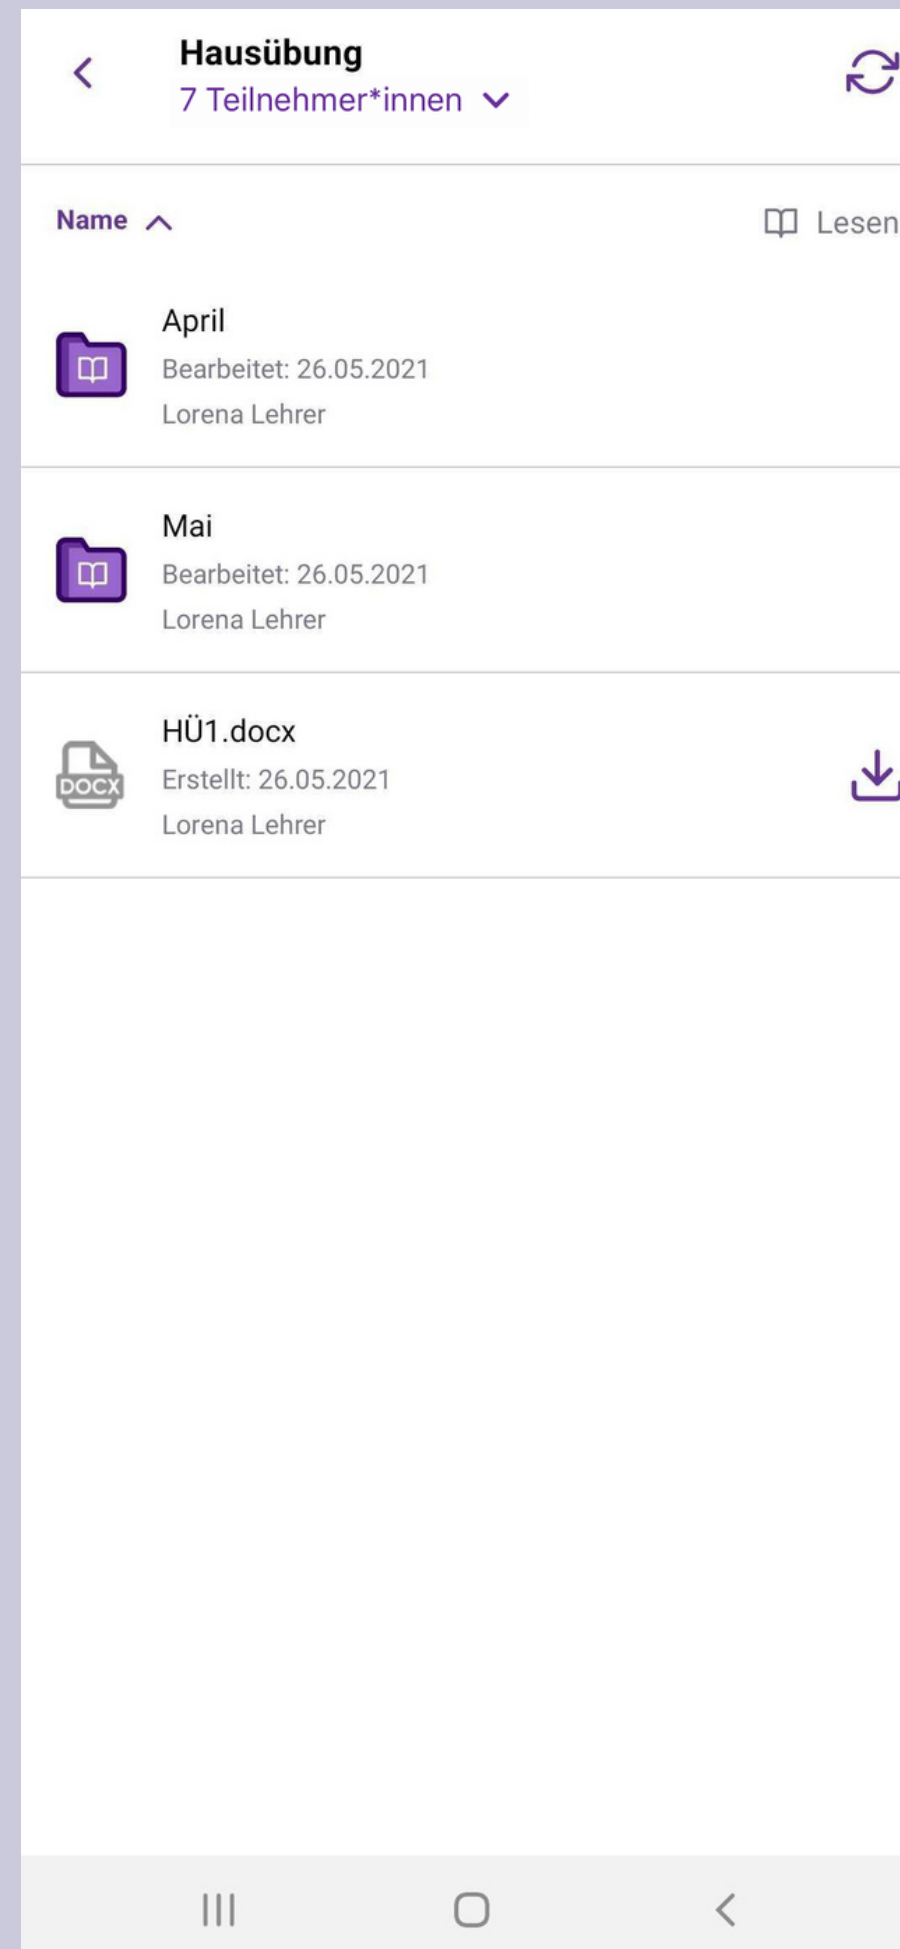 Hausübung
7 Teilnehmer*innen
Name
Lesen
April
Bearbeitet: 26.05.2021
Lorena Lehrer
Mai
Bearbeitet: 26.05.2021
Lorena Lehrer
HÜ1.docx
DOCX
Erstellt: 26.05.2021
Lorena Lehrer